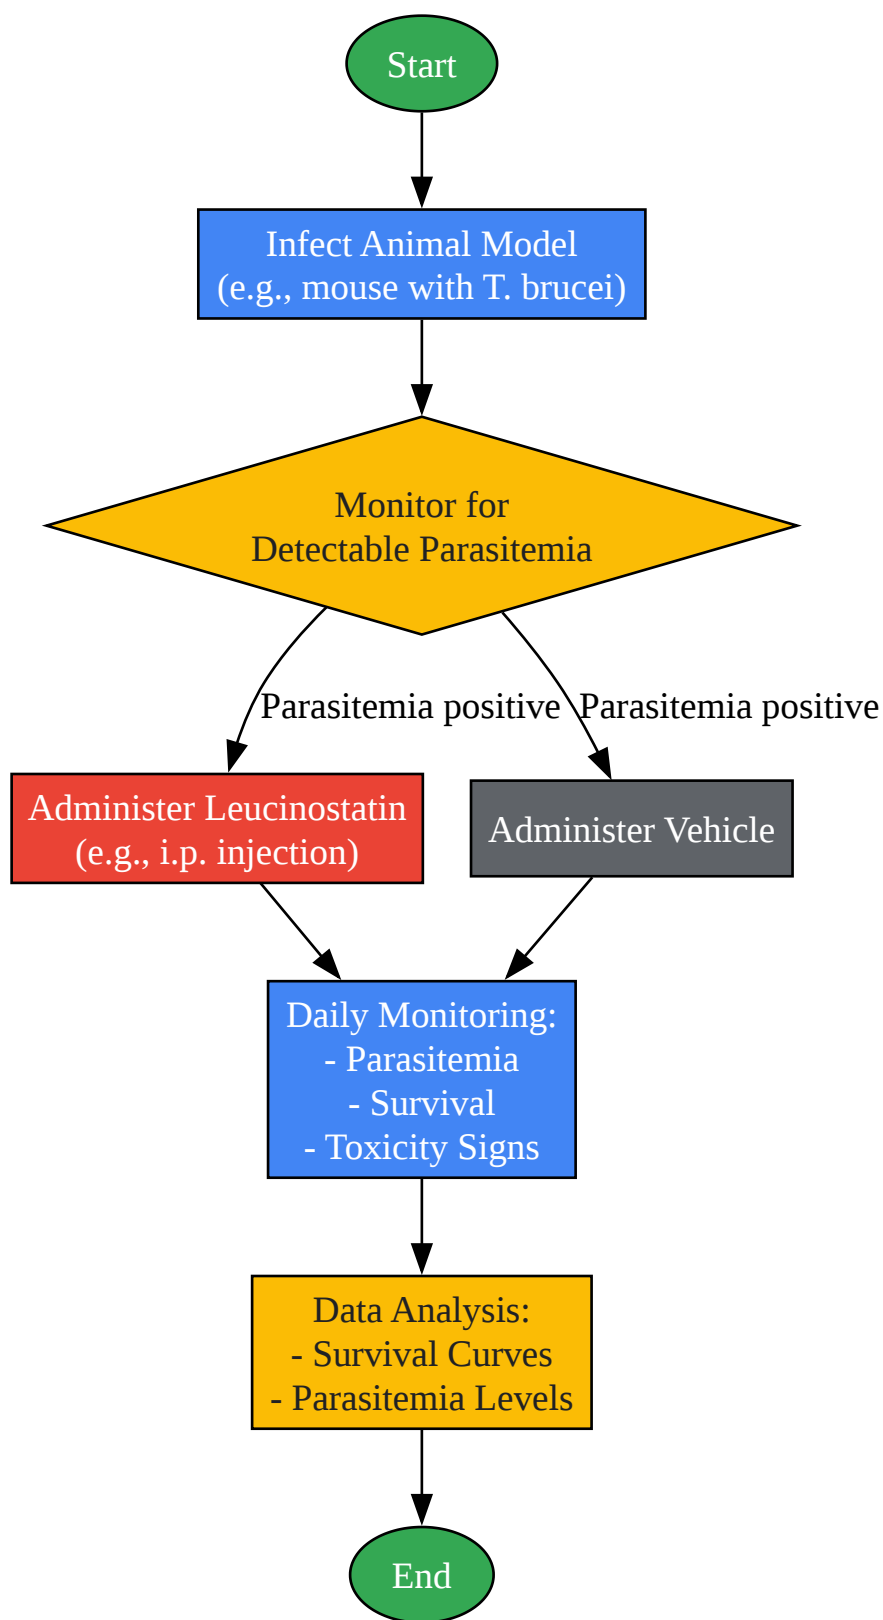 Start
Infect Animal Model
(e.g., mouse with T. brucei)
Monitor for
Detectable Parasitemia
Parasitemia positive
Parasitemia positive
Administer Leucinostatin
(e.g., i.p. injection)
Administer Vehicle
Daily Monitoring:
- Parasitemia
- Survival
- Toxicity Signs
Data Analysis:
- Survival Curves
- Parasitemia Levels
End